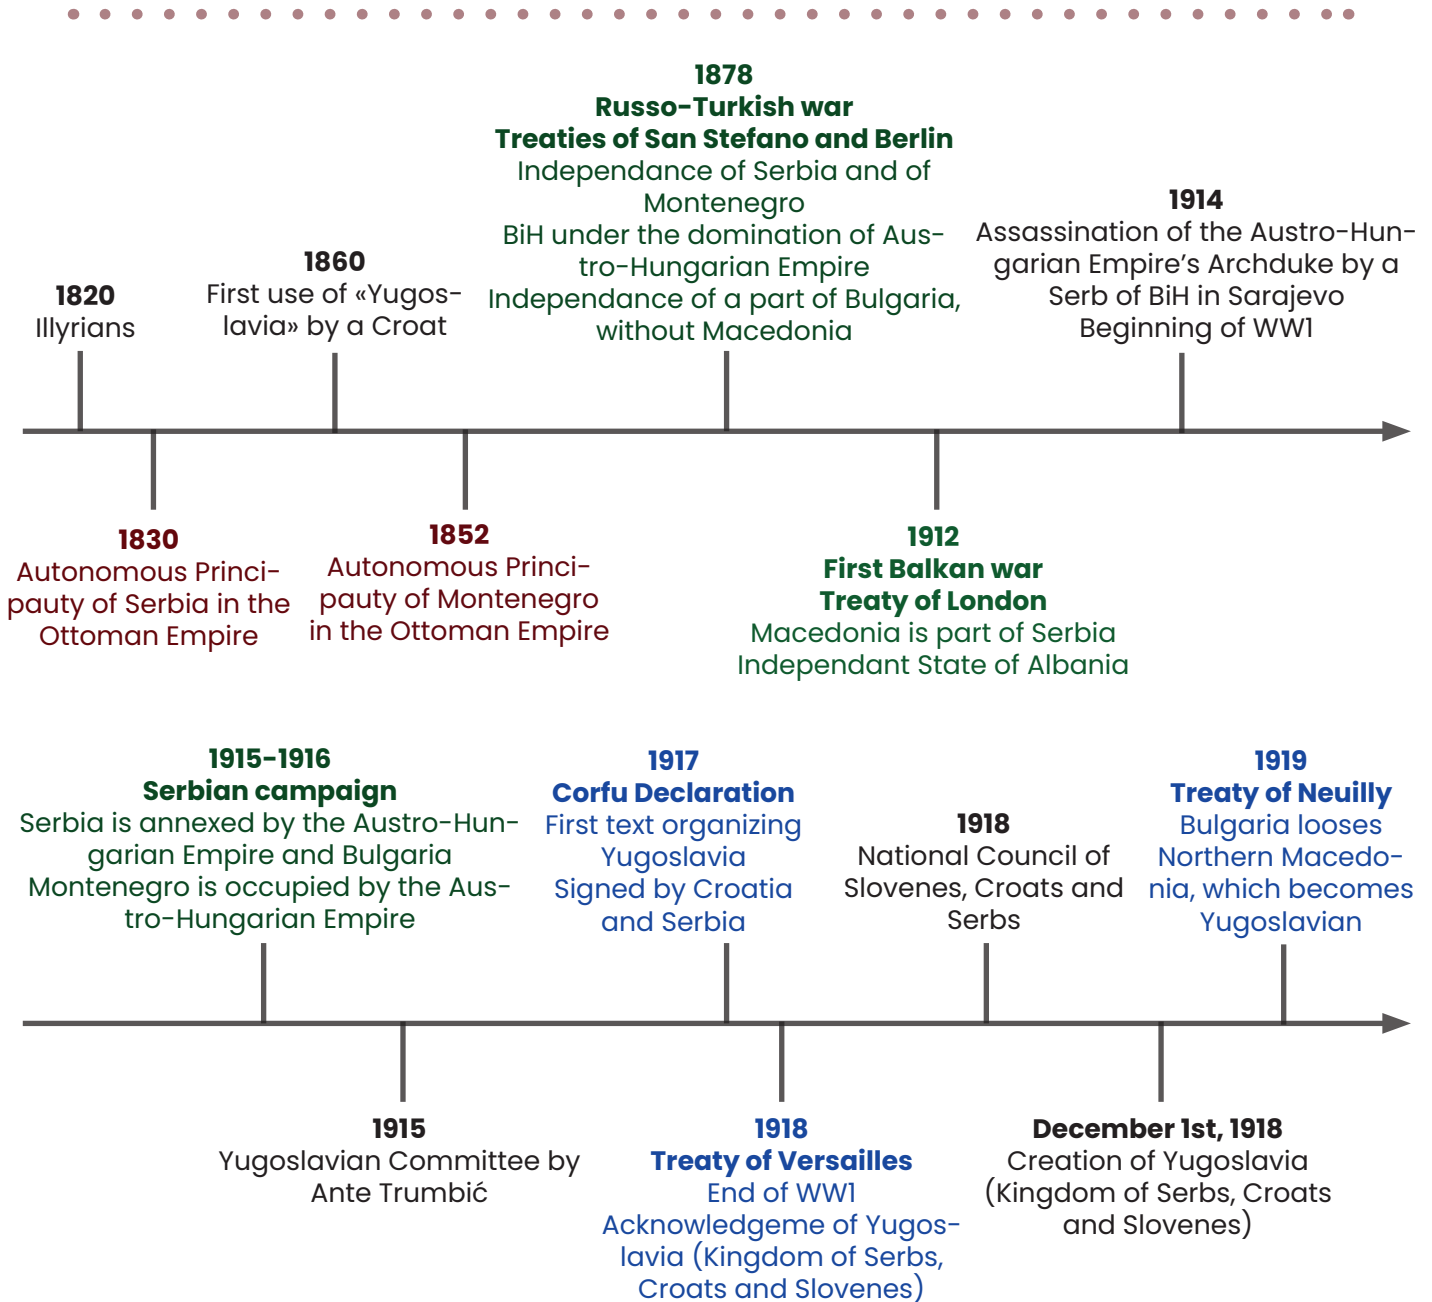 1820
Illyrians
1830
Autonomous Princi-
pauty of Serbia in the
Ottoman Empire
1860
First use of «Yugos-
lavia» by a Croat
1852
Autonomous Princi-
pauty of Montenegro
in the Ottoman Empire
1878
Russo-Turkish war
Treaties of San Stefano and Berlin
Independance of Serbia and of
Montenegro
BiH under the domination of Aus-
tro-Hungarian Empire
Independance of a part of Bulgaria,
without Macedonia
1912
First Balkan war
Treaty of London
Macedonia is part of Serbia
Independant State of Albania
1914
Assassination of the Austro-Hun-
garian Empire's Archduke by a
Serb of BiH in Sarajevo
Beginning of WW1
1915-1916
Serbian campaign
Serbia is annexed by the Austro-Hun-
garian Empire and Bulgaria
Montenegro is occupied by the Aus-
tro-Hungarian Empire
1915
Yugoslavian Committee by
Ante Trumbić
1917
Corfu Declaration
First text organizing
Yugoslavia
Signed by Croatia
and Serbia
1918
Treaty of Versailles
End of WW1
Acknowledgeme of Yugos-
lavia (Kingdom of Serbs,
Croats and Slovenes)
1918
National Council of
Slovenes, Croats and
Serbs
December 1st, 1918
Creation of Yugoslavia
(Kingdom of Serbs, Croats
and Slovenes)
1919
Treaty of Neuilly
Bulgaria looses
Northern Macedo-
nia, which becomes
Yugoslavian